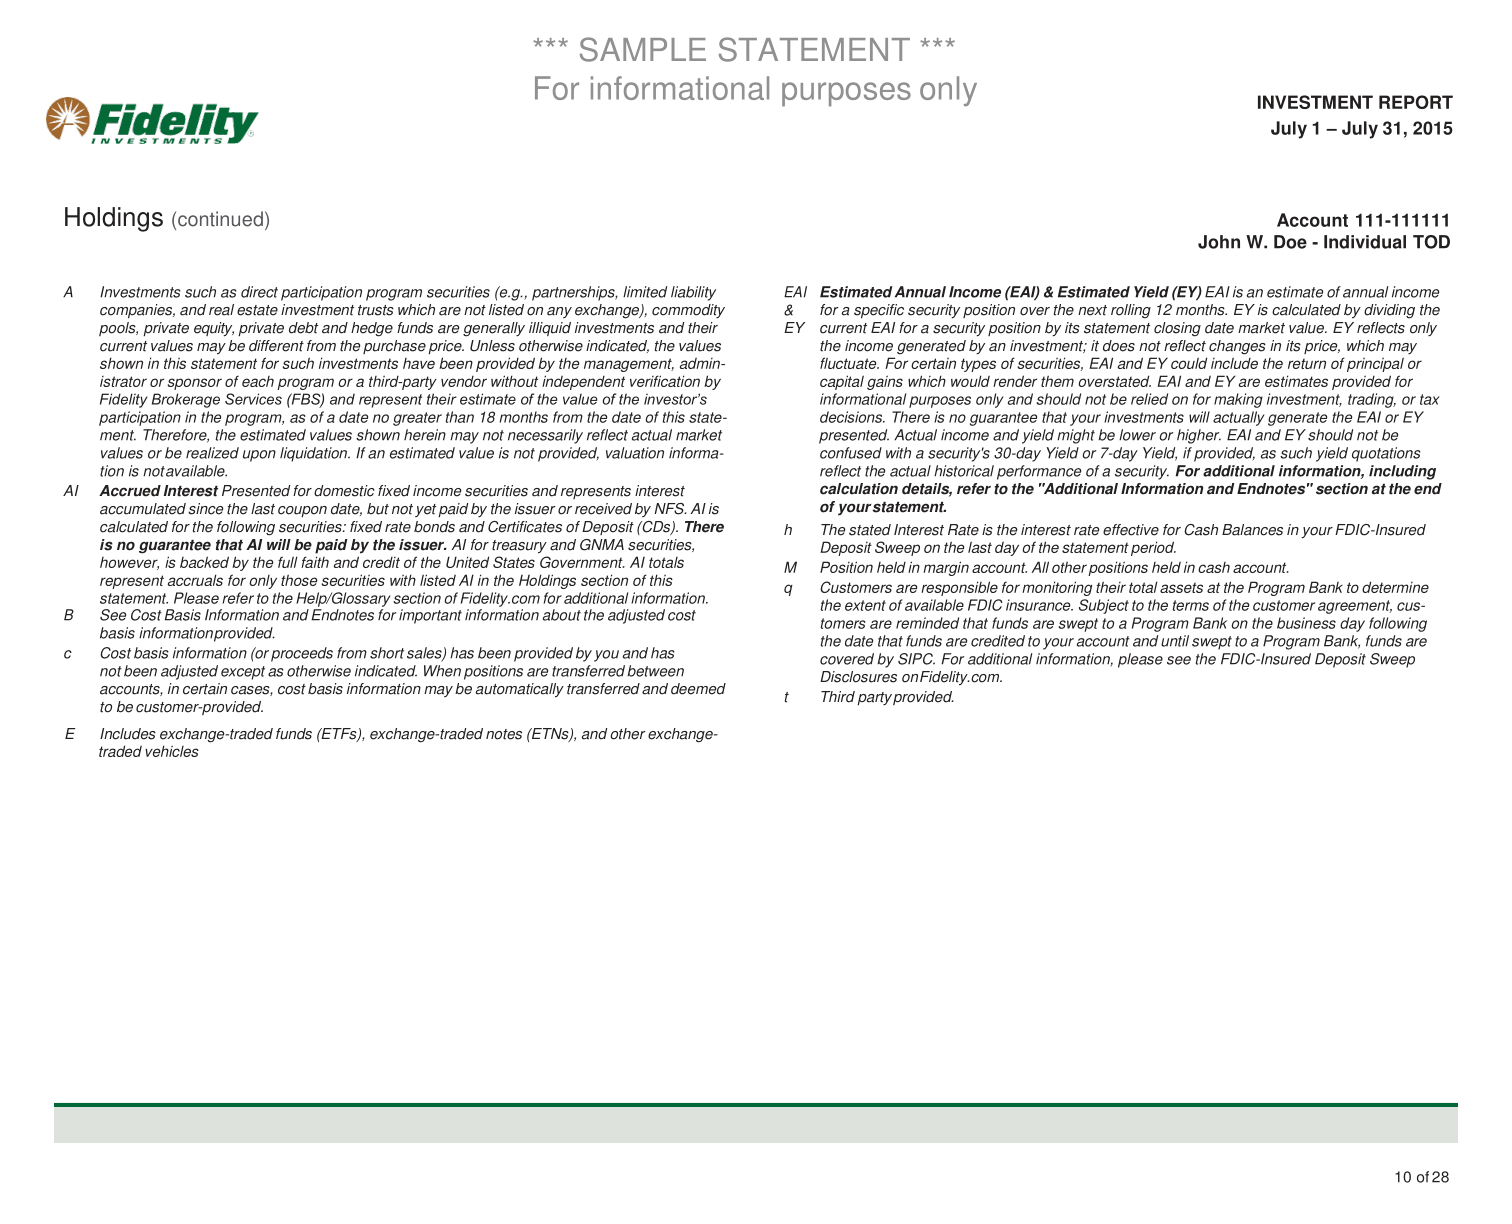 *** SAMPLE STATEMENT ***
For informational purposes only
Fidelity
INVESTMENTS
®
INVESTMENT REPORT
July 1 – July 31, 2015
Holdings (continued)
Account 111-111111
John W. Doe - Individual TOD
A Investments such as direct participation program securities (e.g., partnerships, limited liability
companies, and real estate investment trusts which are not listed on any exchange), commodity
pools, private equity, private debt and hedge funds are generally illiquid investments and their
current values may be different from the purchase price. Unless otherwise indicated, the values
shown in this statement for such investments have been provided by the management, admin-
istrator or sponsor of each program or a third-party vendor without independent verification by
Fidelity Brokerage Services (FBS) and represent their estimate of the value of the investor's
participation in the program, as of a date no greater than 18 months from the date of this state-
ment. Therefore, the estimated values shown herein may not necessarily reflect actual market
values or be realized upon liquidation. If an estimated value is not provided, valuation informa-
tion is notavailable.
AI Accrued Interest Presented for domestic fixed income securities and represents interest
accumulated since the last coupon date, but not yet paid by the issuer or received by NFS. AI is
calculated for the following securities: fixed rate bonds and Certificates of Deposit (CDs). There
is no guarantee that AI will be paid by the issuer. AI for treasury and GNMA securities,
however, is backed by the full faith and credit of the United States Government. AI totals
represent accruals for only those securities with listed AI in the Holdings section of this
statement. Please refer to the Help/Glossary section of Fidelity.com for additional information.
B See Cost Basis Information and Endnotes for important information about the adjusted cost
basis informationprovided.
c Cost basis information (or proceeds from short sales) has been provided by you and has
not been adjusted except as otherwise indicated. When positions are transferred between
accounts, in certain cases, cost basis information may be automatically transferred and deemed
to be customer-provided.
E Includes exchange-traded funds (ETFs), exchange-traded notes (ETNs), and other exchange-
traded vehicles
EAI Estimated Annual Income (EAI) & Estimated Yield (EY) EAI is an estimate of annual income
& for a specific security position over the next rolling 12 months. EY is calculated by dividing the
EY current EAI for a security position by its statement closing date market value. EY reflects only
the income generated by an investment; it does not reflect changes in its price, which may
fluctuate. For certain types of securities, EAI and EY could include the return of principal or
capital gains which would render them overstated. EAI and EY are estimates provided for
informational purposes only and should not be relied on for making investment, trading, or tax
decisions. There is no guarantee that your investments will actually generate the EAI or EY
presented. Actual income and yield might be lower or higher. EAI and EY should not be
confused with a security's 30-day Yield or 7-day Yield, if provided, as such yield quotations
reflect the actual historical performance of a security. For additional information, including
calculation details, refer to the "Additional Information and Endnotes" section at the end
of your statement.
h The stated Interest Rate is the interest rate effective for Cash Balances in your FDIC-Insured
Deposit Sweep on the last day of the statement period.
M Position held in margin account. All other positions held in cash account.
q Customers are responsible for monitoring their total assets at the Program Bank to determine
the extent of available FDIC insurance. Subject to the terms of the customer agreement, cus-
tomers are reminded that funds are swept to a Program Bank on the business day following
the date that funds are credited to your account and until swept to a Program Bank, funds are
covered by SIPC. For additional information, please see the FDIC-Insured Deposit Sweep
Disclosures onFidelity.com.
t Third party provided.
10 of 28